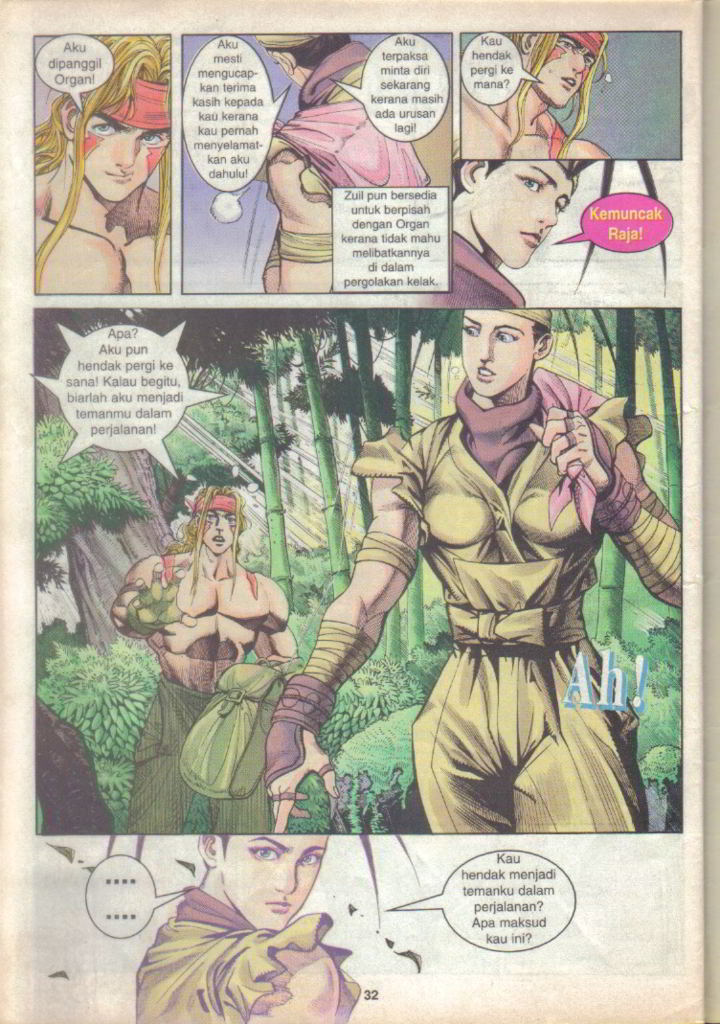 Aku
dipanggil
Organ!
Aku
mesti
mengucap-
kan terima
kasih kepada
kau kerana
kau pernah
menyelamat-
kan aku
dahulu!
Aku
terpaksa
minta diri
sekarang
kerana masih
ada urusan
lagi!
Zuil pun bersedia
untuk berpisah
dengan Organ
kerana tidak mahu
melibatkannya
di dalam
pergolakan kelak.
Kau
hendak
pergi ke
mana?
Kemuncak
Raja!
Apa?
Aku pun
hendak pergi ke
sana! Kalau begitu,
biarlah aku menjadi
temanmu dalam
perjalanan!
Ah!
....
....
Kau
hendak menjadi
temanku dalam
perjalanan?
Apa maksud
kau ini?
32